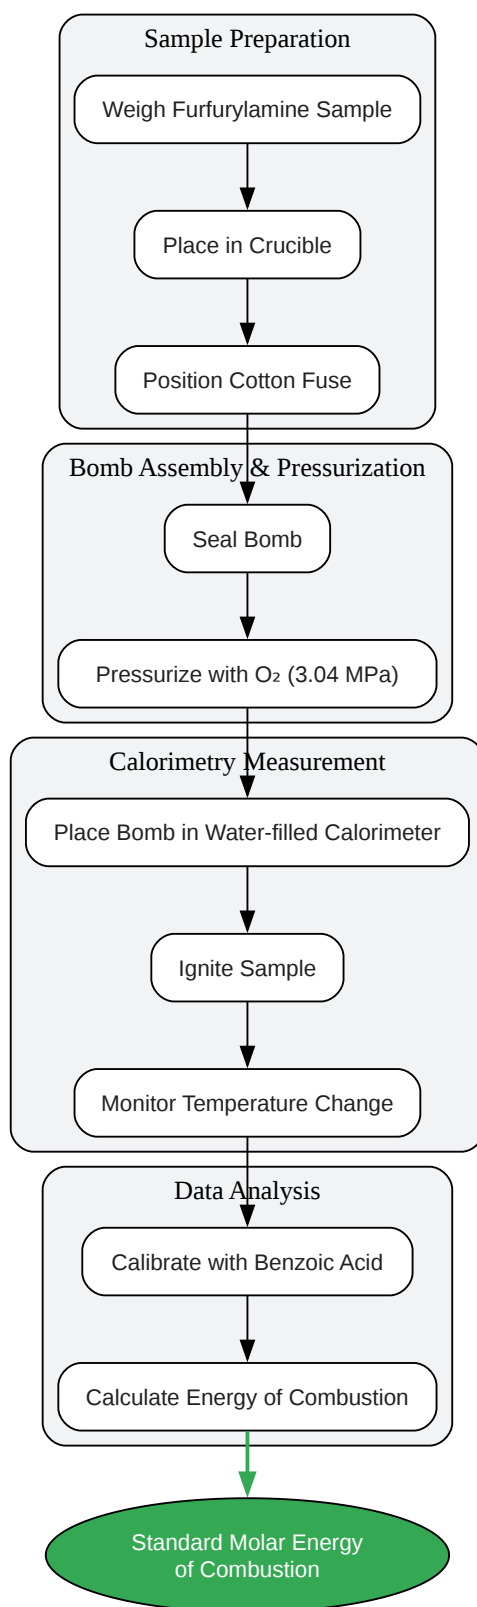 Sample Preparation
Weigh Furfurylamine Sample
Place in Crucible
Position Cotton Fuse
Bomb Assembly & Pressurization
Seal Bomb
Pressurize with O₂ (3.04 MPa)
Calorimetry Measurement
Place Bomb in Water-filled Calorimeter
Ignite Sample
Monitor Temperature Change
Data Analysis
Calibrate with Benzoic Acid
Calculate Energy of Combustion
Standard Molar Energy
of Combustion